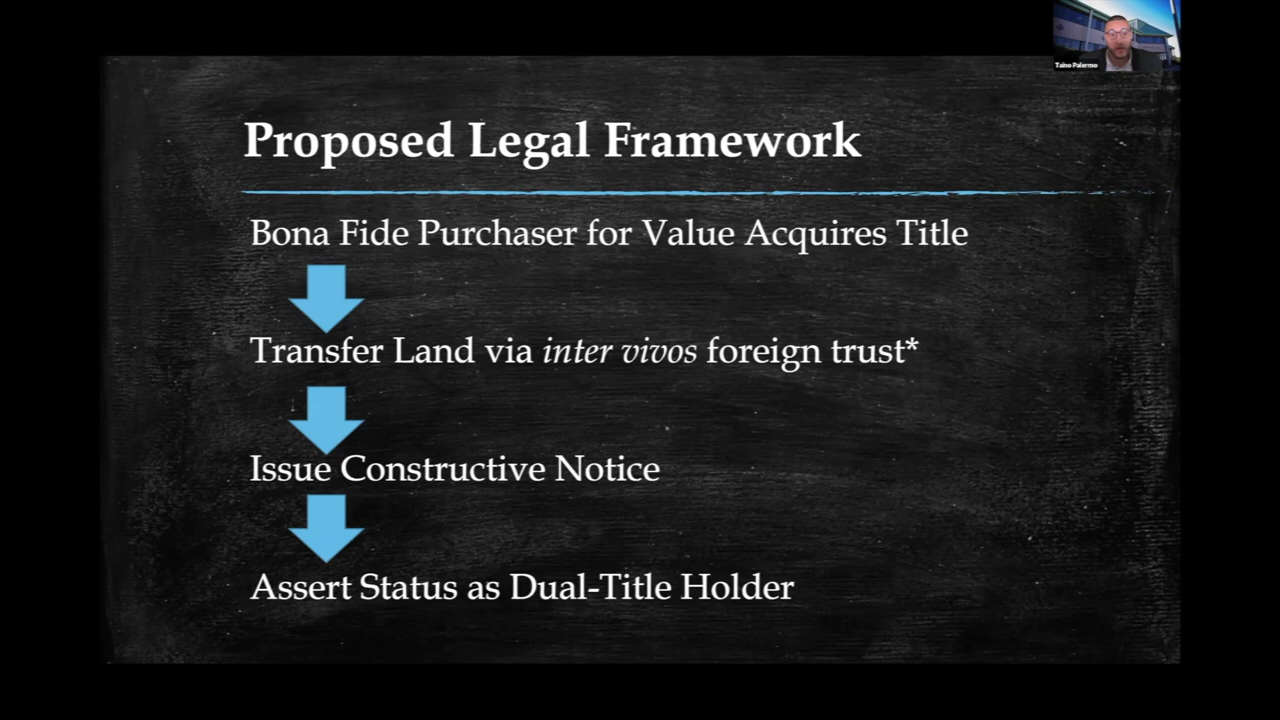 Taino Palermo
Proposed Legal Framework
Bona Fide Purchaser for Value Acquires Title
Transfer Land via inter vivos foreign trust*
Issue Constructive Notice
Assert Status as Dual-Title Holder